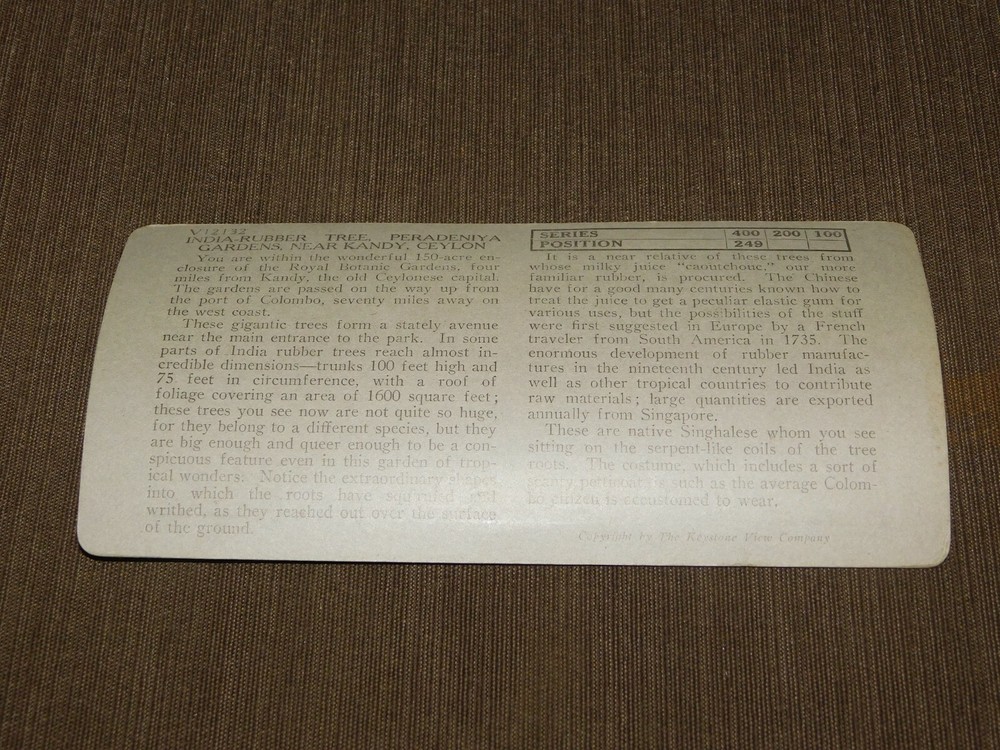 V12132
INDIA-RUBBER TREE, PERADENIYA
GARDENS, NEAR KANDY, CEYLON
You are within the wonderful 150-acre en-
closure of the Royal Botanic Gardens, four
miles from Kandy, the old Ceylonese capital.
The gardens are passed on the way up from
the port of Colombo, seventy miles away on
the west coast.
These gigantic trees form a stately avenue
near the main entrance to the park. In some
parts of India rubber trees reach almost in-
credible dimensions—trunks 100 feet high and
75 feet in circumference, with a roof of
foliage covering an area of 1600 square feet;
these trees you see now are not quite so huge,
for they belong to a different species, but they
are big enough and queer enough to be a con-
spicuous feature even in this garden of trop-
ical wonders. Notice the extraordinary shapes
into which the roots have and
writhed, as they reached out over the surface
of the ground.
SERIES 400 200 100
POSITION 249
It is a near relative of these trees from
whose milky juice "caoutchouc," our more
familiar rubber, is procured. The Chinese
have for a good many centuries known how to
treat the juice to get a peculiar elastic gum for
various uses, but the possibilities of the stuff
were first suggested in Europe by a French
traveler from South America in 1735. The
enormous development of rubber manufac-
tures in the nineteenth century led India as
well as other tropical countries to contribute
raw materials; large quantities are exported
annually from Singapore.
These are native Singhalese whom you see
sitting on the serpent-like coils of the tree
roots. The costume, which includes a sort of
scanty petticoat, is such as the average Colom-
bo citizen is accustomed to wear.
Copyright by The Keystone View Company